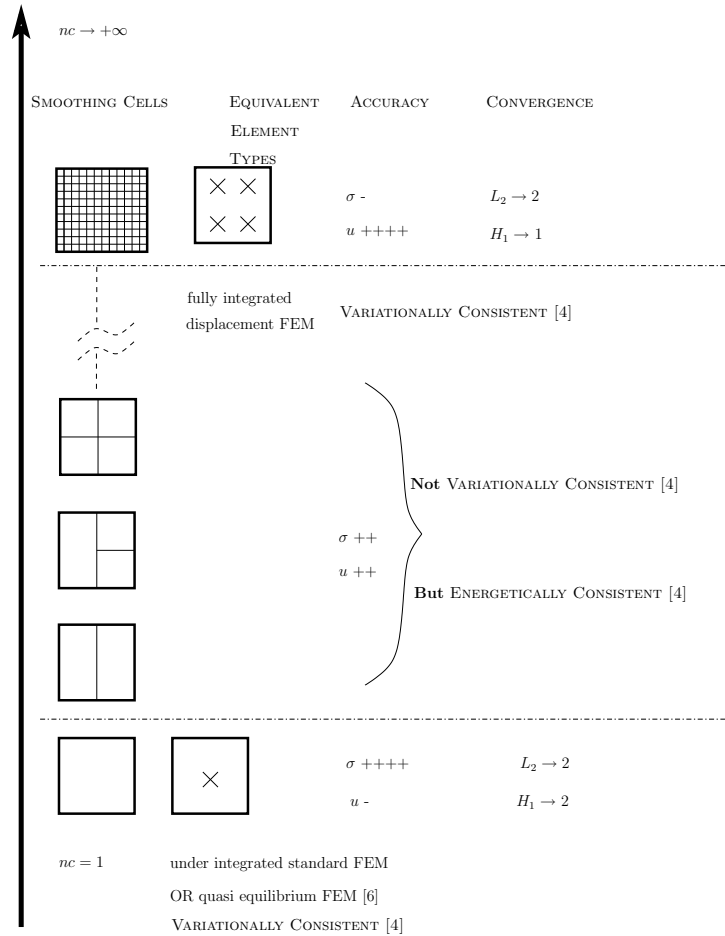 nc → +∞
SMOOTHING CELLS
EQUIVALENT
ELEMENT
TYPES
ACCURACY
CONVERGENCE
σ -
L₂ → 2
u ++++
H₁ → 1
fully integrated
displacement FEM
VARIATIONALLY CONSISTENT [4]
Not VARIATIONALLY CONSISTENT [4]
σ ++
u ++
But ENERGETICALLY CONSISTENT [4]
σ ++++
L₂ → 2
u -
H₁ → 2
nc = 1
under integrated standard FEM
OR quasi equilibrium FEM [6]
VARIATIONALLY CONSISTENT [4]